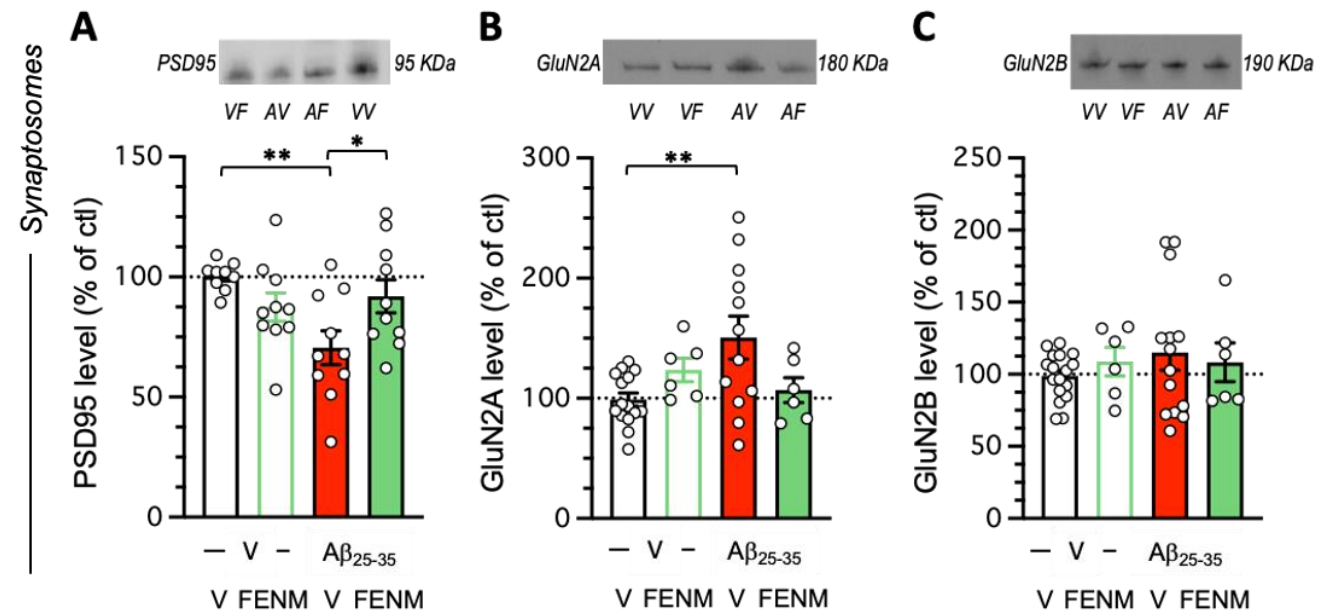 Synaptosomes
A
PSD95
95 KDa
VF AV AF VV
** *
PSD95 level (% of ctl)
150
100
50
0
– V –
Aβ25-35
V FENM V FENM
B
GluN2A
180 KDa
VV VF AV AF
**
GluN2A level (% of ctl)
300
200
100
0
– V –
Aβ25-35
V FENM V FENM
C
GluN2B
190 KDa
VV VF AV AF
GluN2B level (% of ctl)
250
200
150
100
50
0
– V –
Aβ25-35
V FENM V FENM